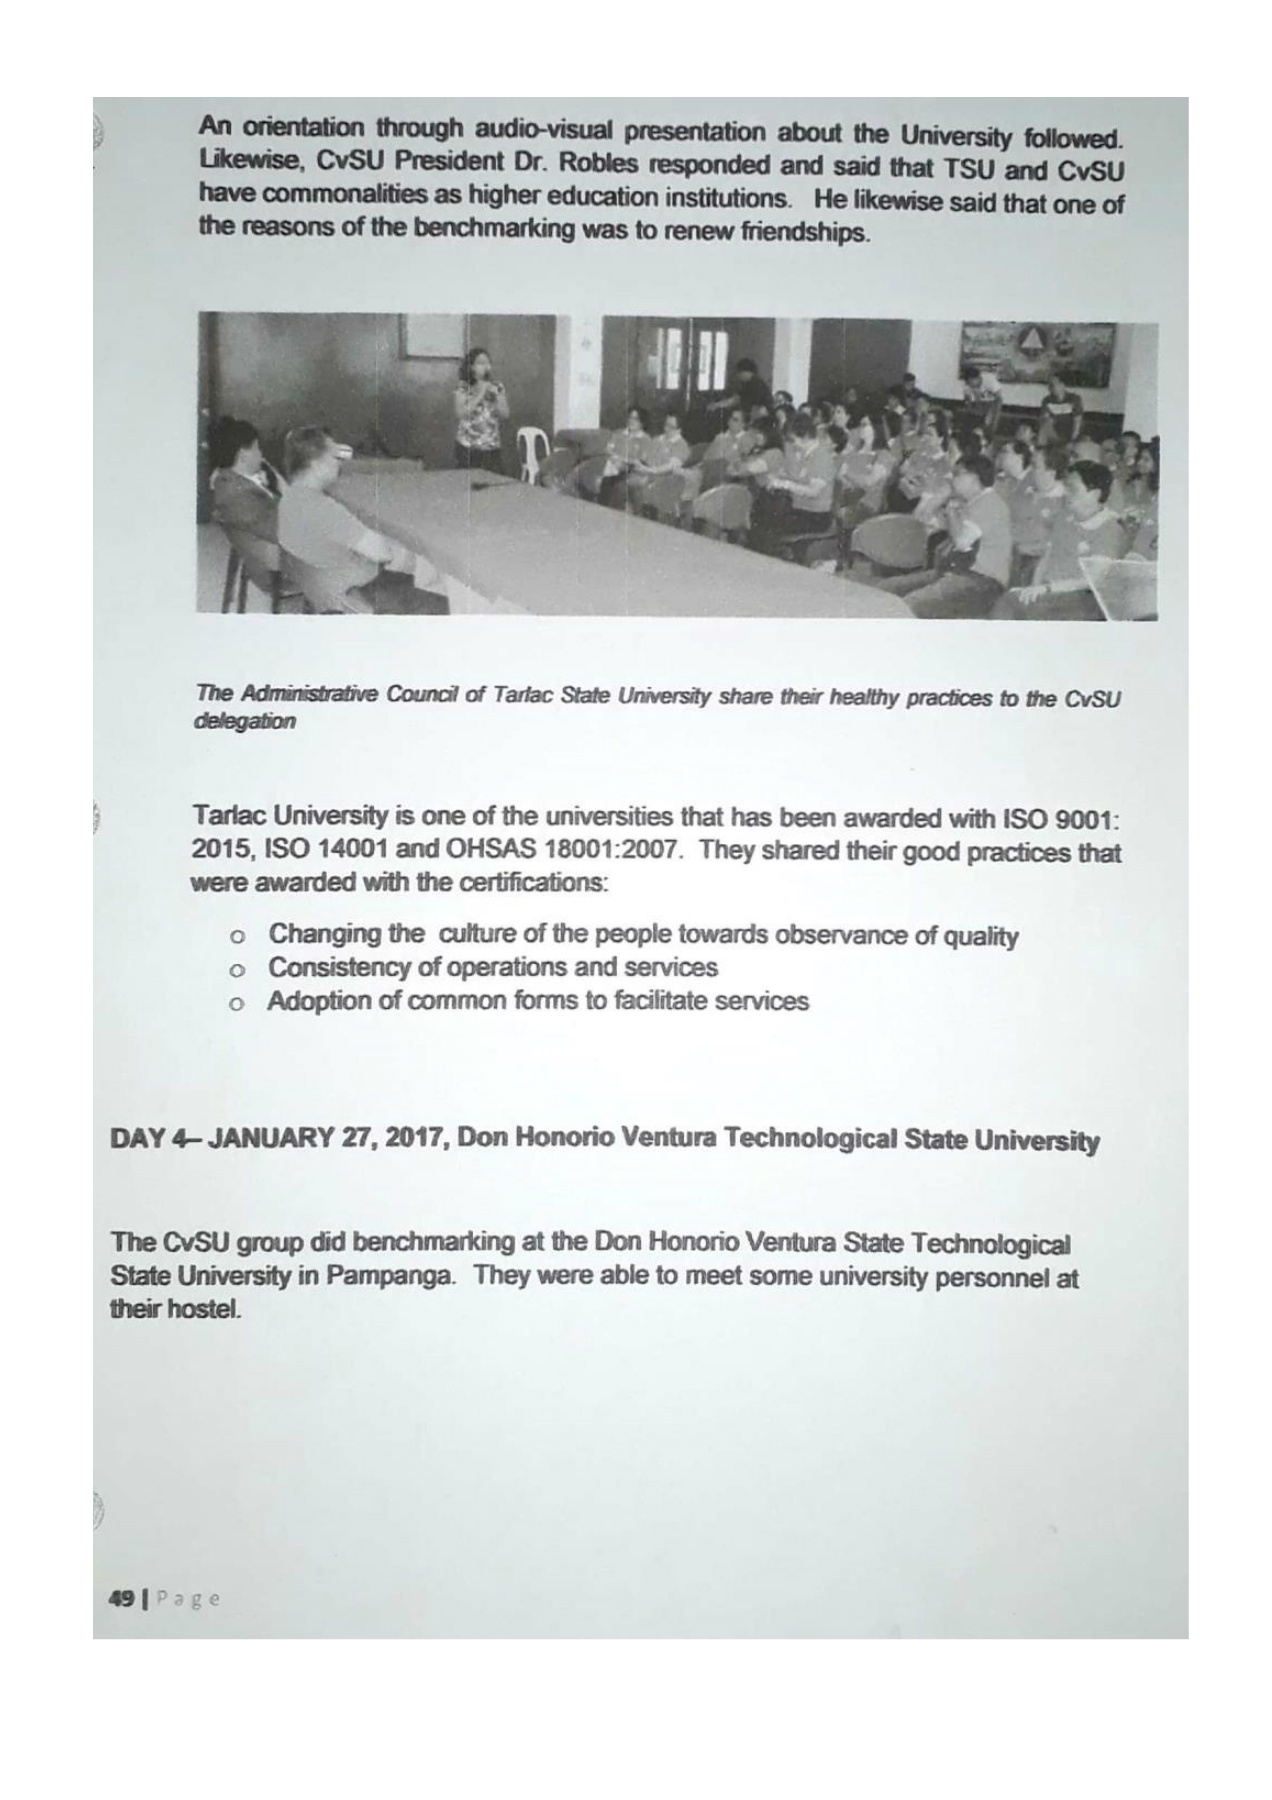 An orientation through audio-visual presentation about the University followed.
Likewise, CvSU President Dr. Robles responded and said that TSU and CvSU
have commonalities as higher education institutions. He likewise said that one of
the reasons of the benchmarking was to renew friendships.
The Administrative Council of Tarlac State University share their healthy practices to the CvSU
delegation
Tarlac University is one of the universities that has been awarded with ISO 9001:
2015, ISO 14001 and OHSAS 18001:2007. They shared their good practices that
were awarded with the certifications:
o Changing the culture of the people towards observance of quality
o Consistency of operations and services
o Adoption of common forms to facilitate services
DAY 4– JANUARY 27, 2017, Don Honorio Ventura Technological State University
The CvSU group did benchmarking at the Don Honorio Ventura State Technological
State University in Pampanga. They were able to meet some university personnel at
their hostel.
49 | Page